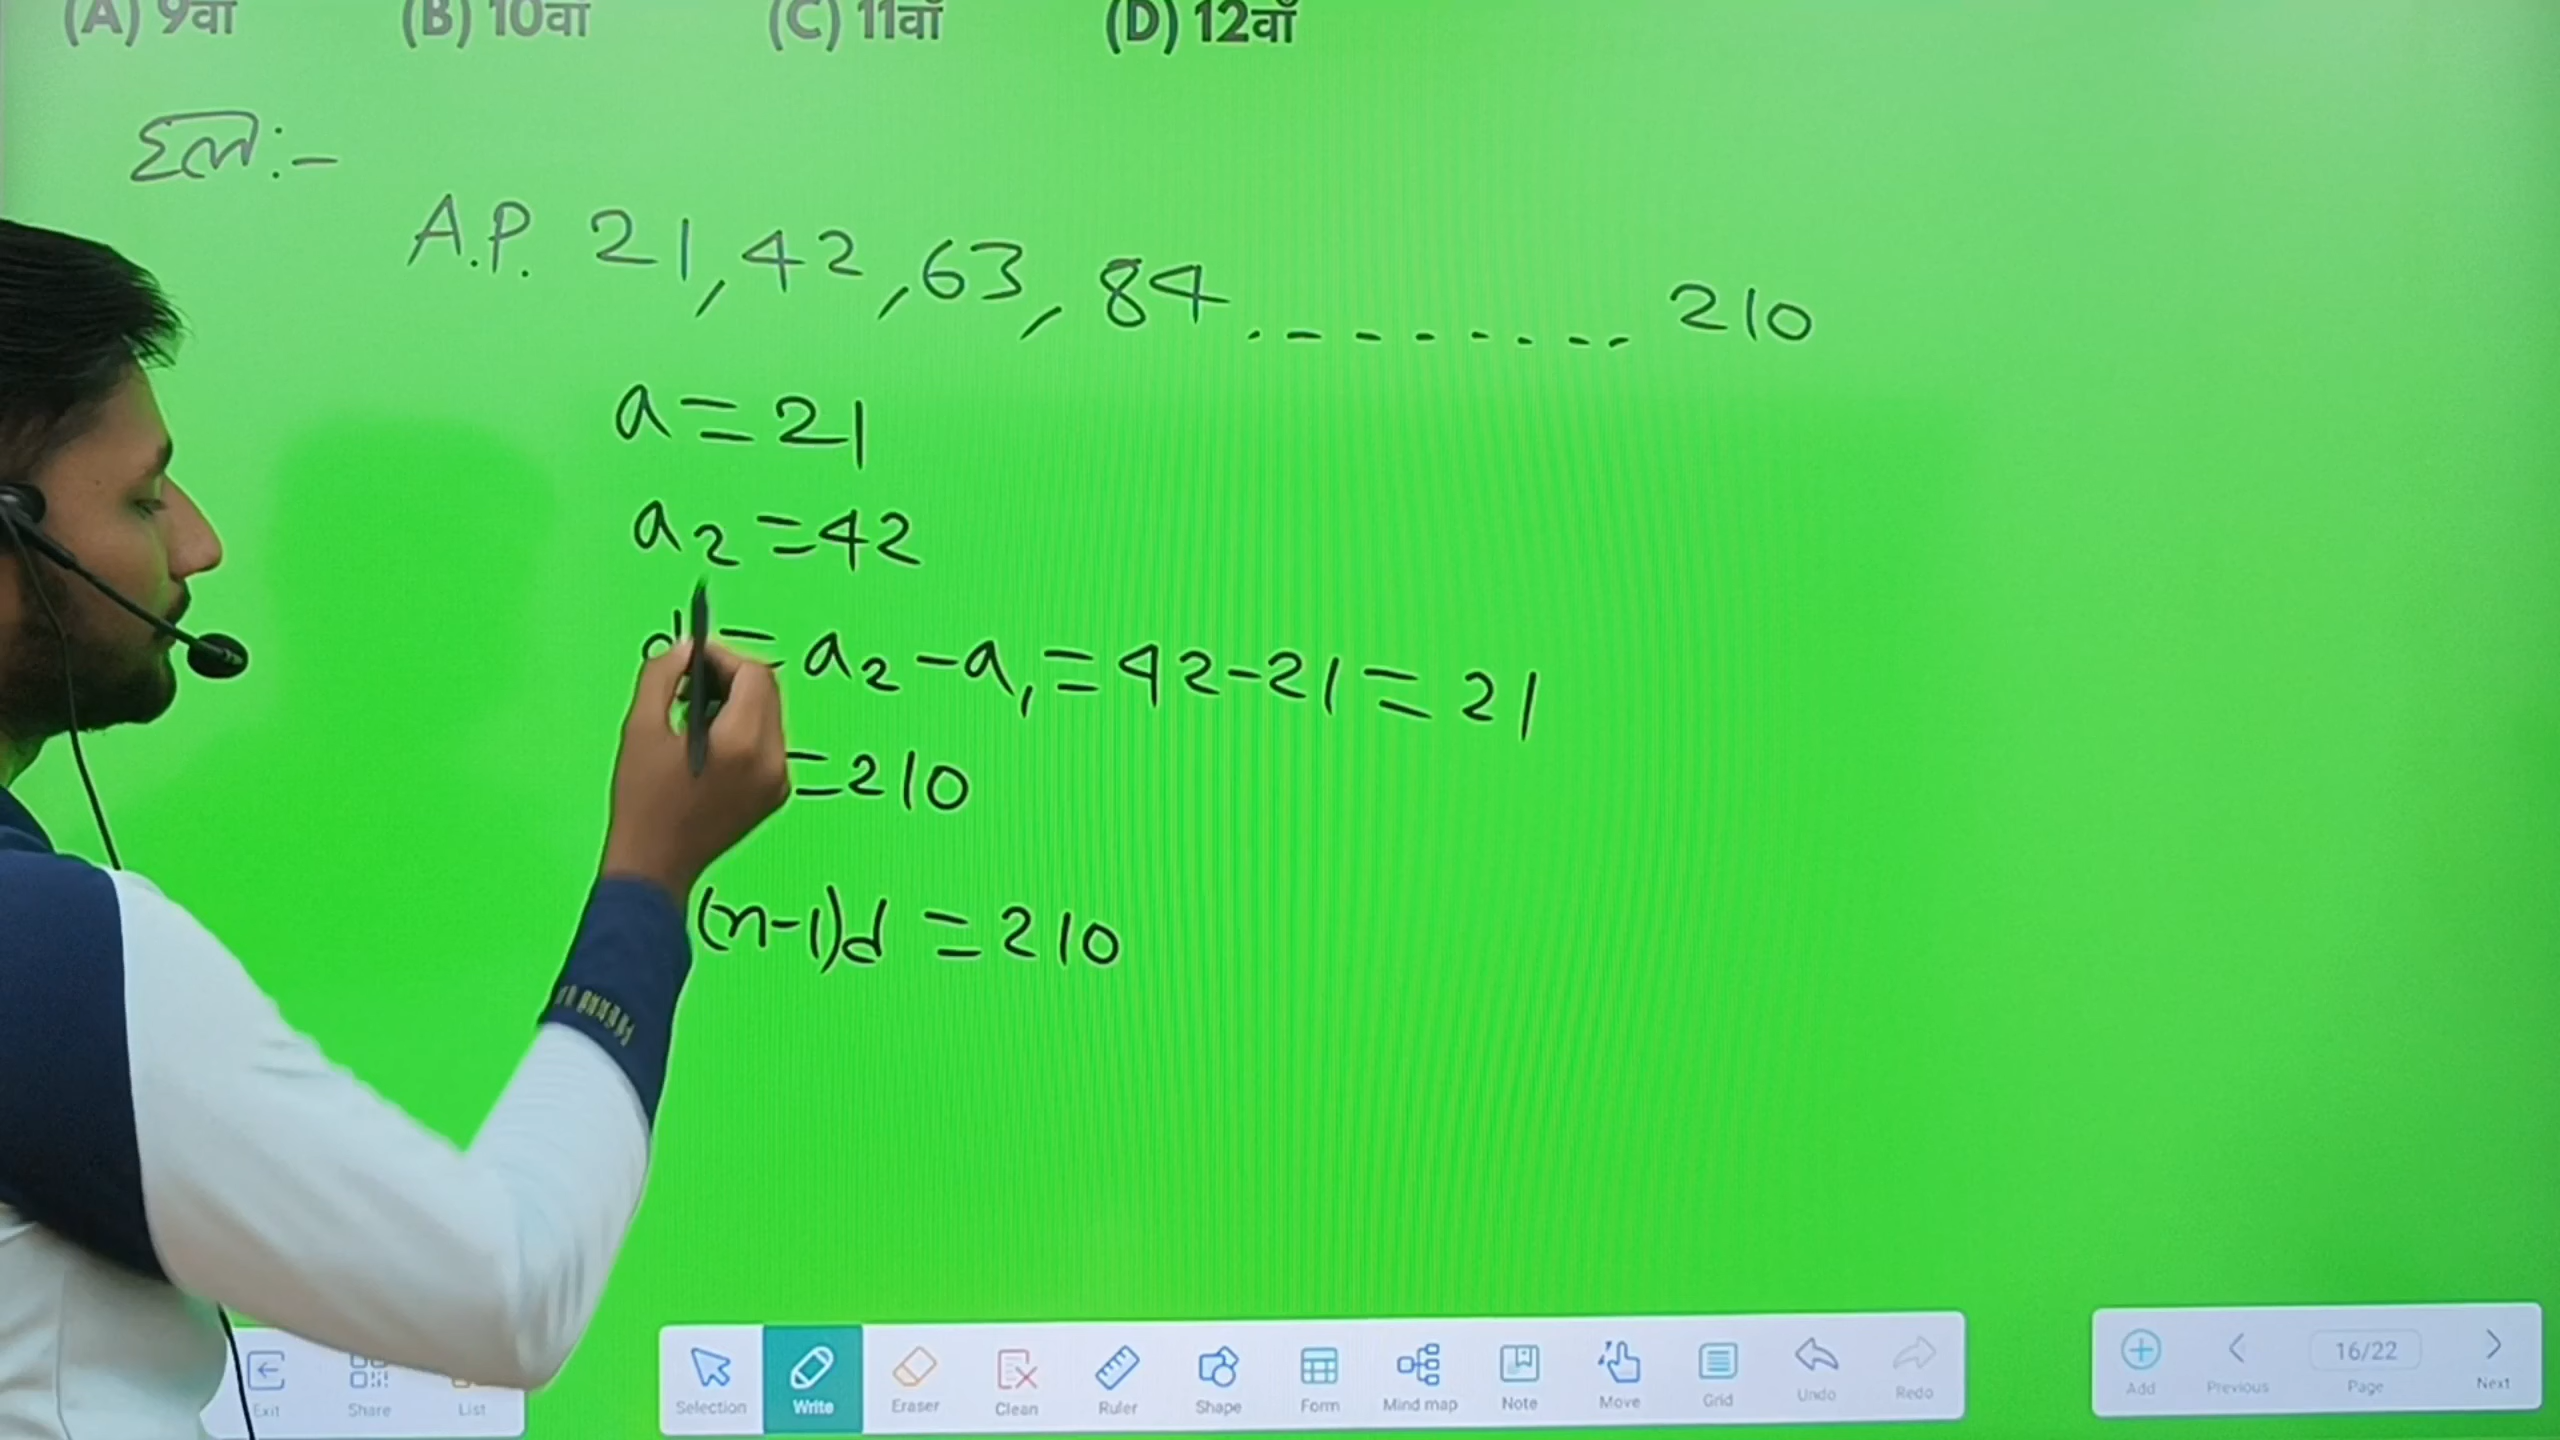 (A) 9वाँ (B) 10वाँ (C) 11वाँ (D) 12वाँ
हल:-
A.P. 21, 42, 63, 84 . - - - - - - . 210
a = 21
a2 = 42
d = a2 - a1 = 42 - 21 = 21
= 210
(n-1)d = 210
Exit Share List Selection Write Eraser Clean Ruler Shape Form Mind map Note Move Grid Undo Redo Add Previous 16/22 Page Next